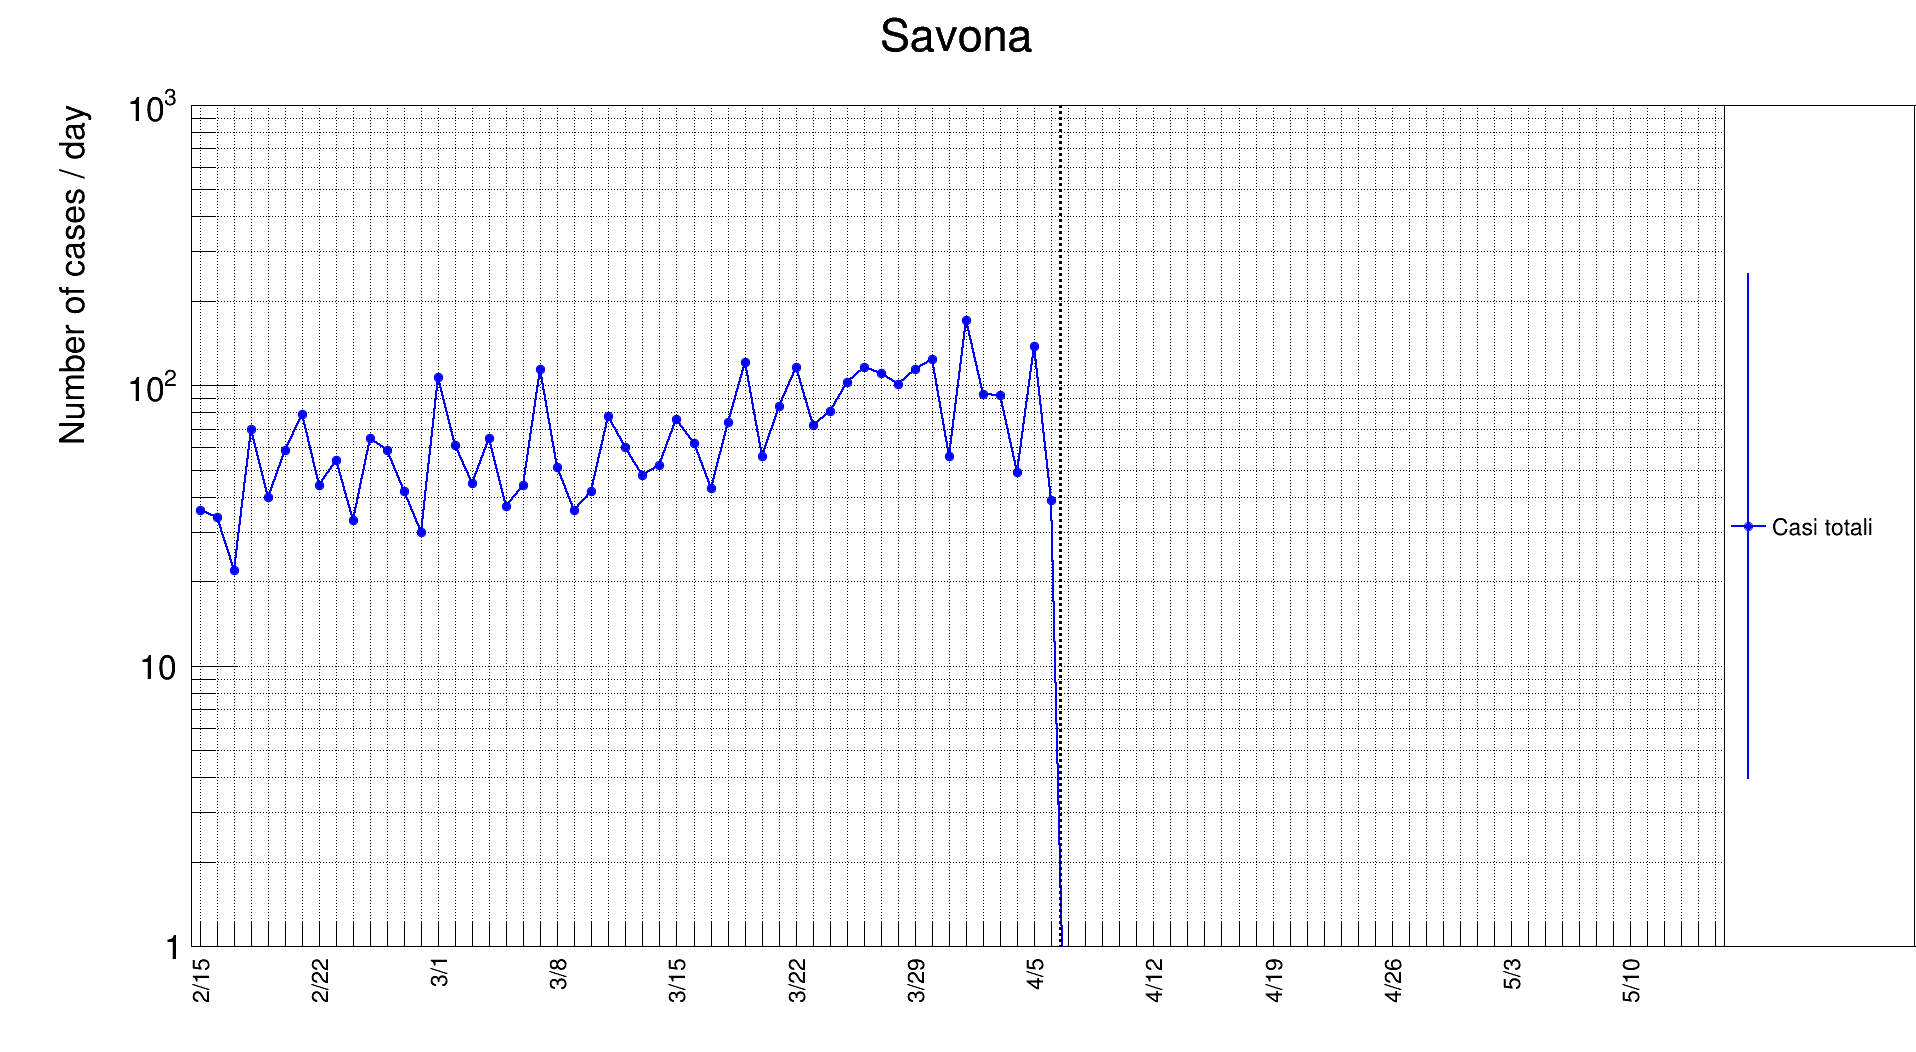 Savona
Number of cases / day
10³
10²
10
1
2/15 2/22 3/1 3/8 3/15 3/22 3/29 4/5 4/12 4/19 4/26 5/3 5/10
Casi totali